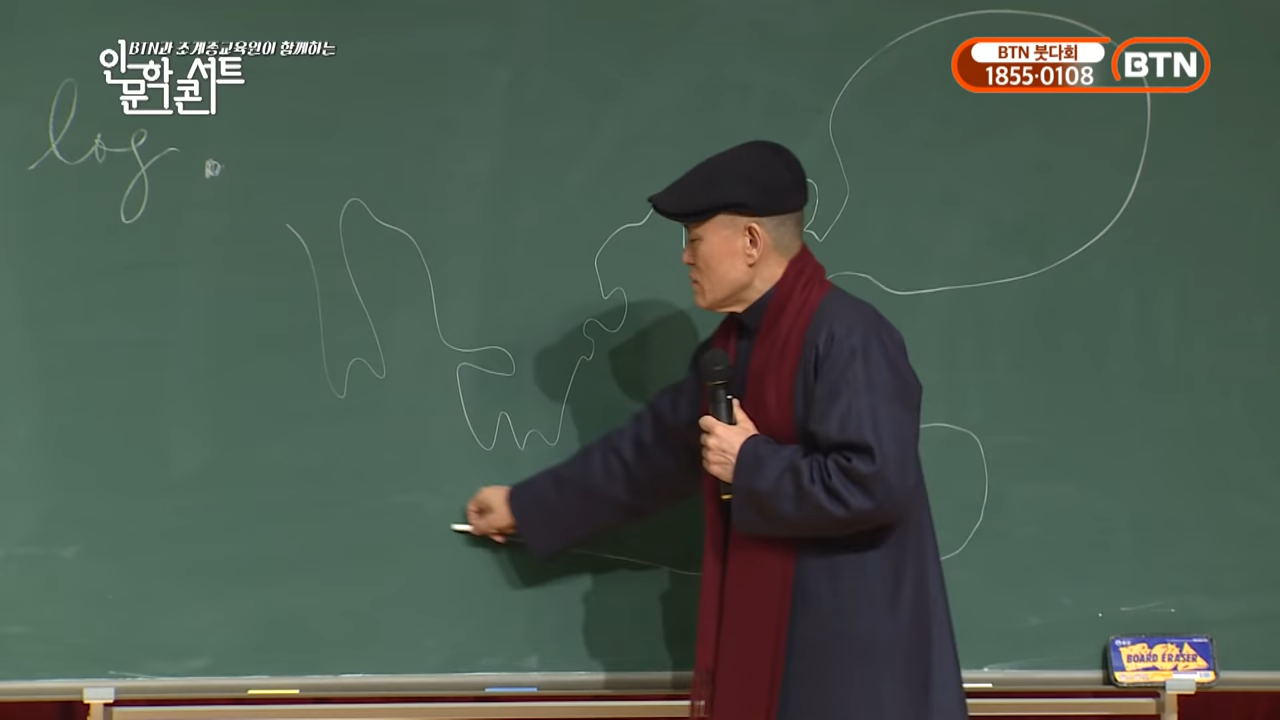 BTN과 조계종교육원이 함께하는
인문학 콘서트
BTN 붓다회
1855·0108
BTN
log.
BOARD ERASER